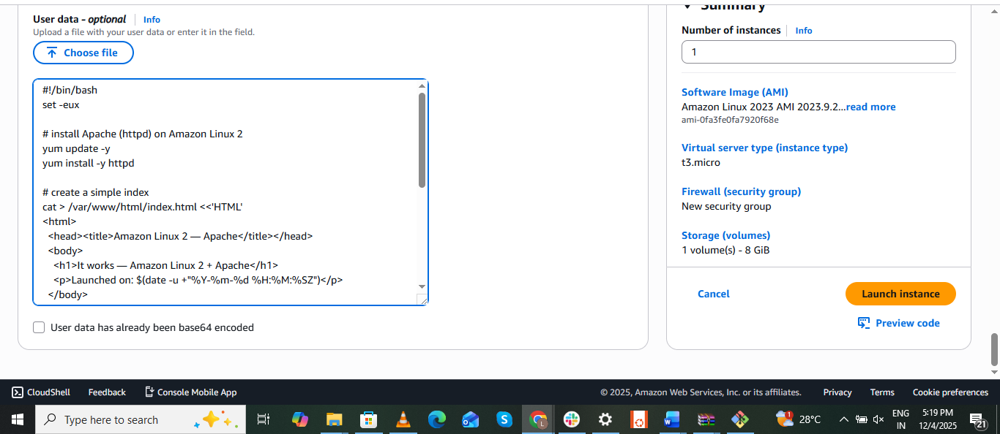 User data - optional
Info
Upload a file with your user data or enter it in the field.
Choose file
#!/bin/bash
set -eux
# install Apache (httpd) on Amazon Linux 2
yum update -y
yum install -y httpd
# create a simple index
cat > /var/www/html/index.html <<'HTML'
<html>
<head><title>Amazon Linux 2 — Apache</title></head>
<body>
<h1>It works — Amazon Linux 2 + Apache</h1>
<p>Launched on: $(date -u +"%Y-%m-%d %H:%M:%SZ")</p>
</body>
User data has already been base64 encoded
Summary
Number of instances
Info
1
Software Image (AMI)
Amazon Linux 2023 AMI 2023.9.2...read more
ami-0fa3fe0fa7920f68e
Virtual server type (instance type)
t3.micro
Firewall (security group)
New security group
Storage (volumes)
1 volume(s) - 8 GiB
Cancel
Launch instance
Preview code
CloudShell
Feedback
Console Mobile App
© 2025, Amazon Web Services, Inc. or its affiliates.
Privacy
Terms
Cookie preferences
Type here to search
L
1
28°C
ENG
IN
5:19 PM
12/4/2025
21